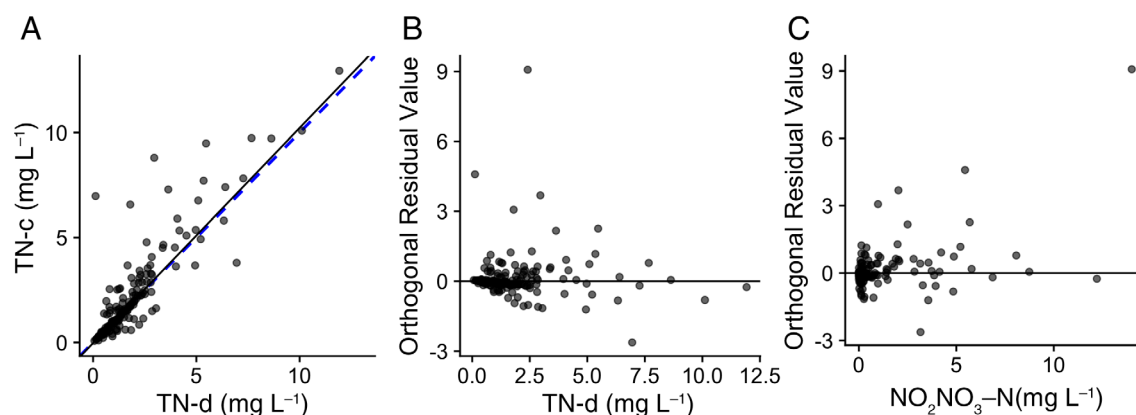 A
TN-c (mg L⁻¹)
10
5
0
0 5 10
TN-d (mg L⁻¹)
B
Orthogonal Residual Value
9
6
3
0
-3
0.0 2.5 5.0 7.5 10.0 12.5
TN-d (mg L⁻¹)
C
Orthogonal Residual Value
9
6
3
0
-3
0 5 10
NO₂NO₃–N(mg L⁻¹)